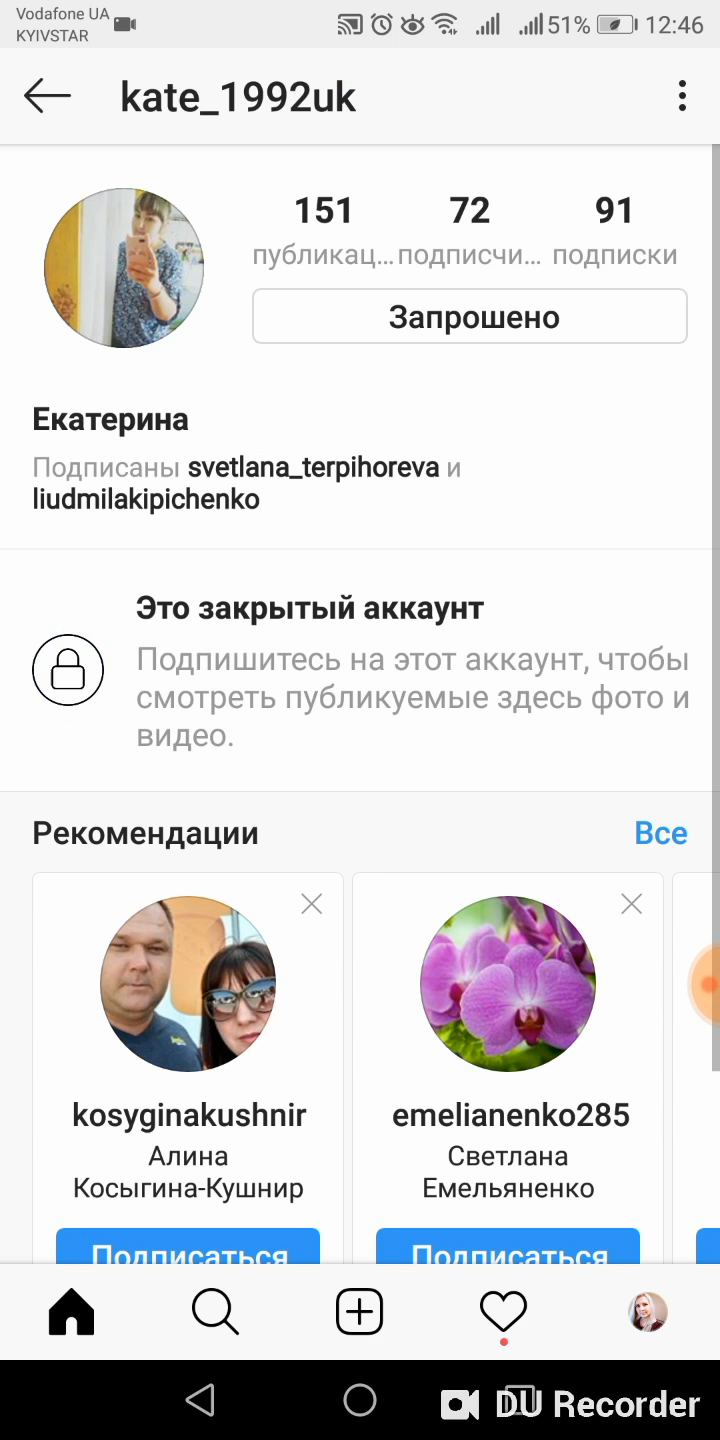 Vodafone UA
KYIVSTAR
51% 12:46
kate_1992uk
151 72 91
публикац... подписчи... подписки
Запрошено
Екатерина
Подписаны svetlana_terpihoreva и
liudmilakipichenko
Это закрытый аккаунт
Подпишитесь на этот аккаунт, чтобы
смотреть публикуемые здесь фото и
видео.
Рекомендации Все
kosyginakushnir emelianenko285
Алина Светлана
Косыгина-Кушнир Емельяненко
Подписаться Подписаться
DU Recorder